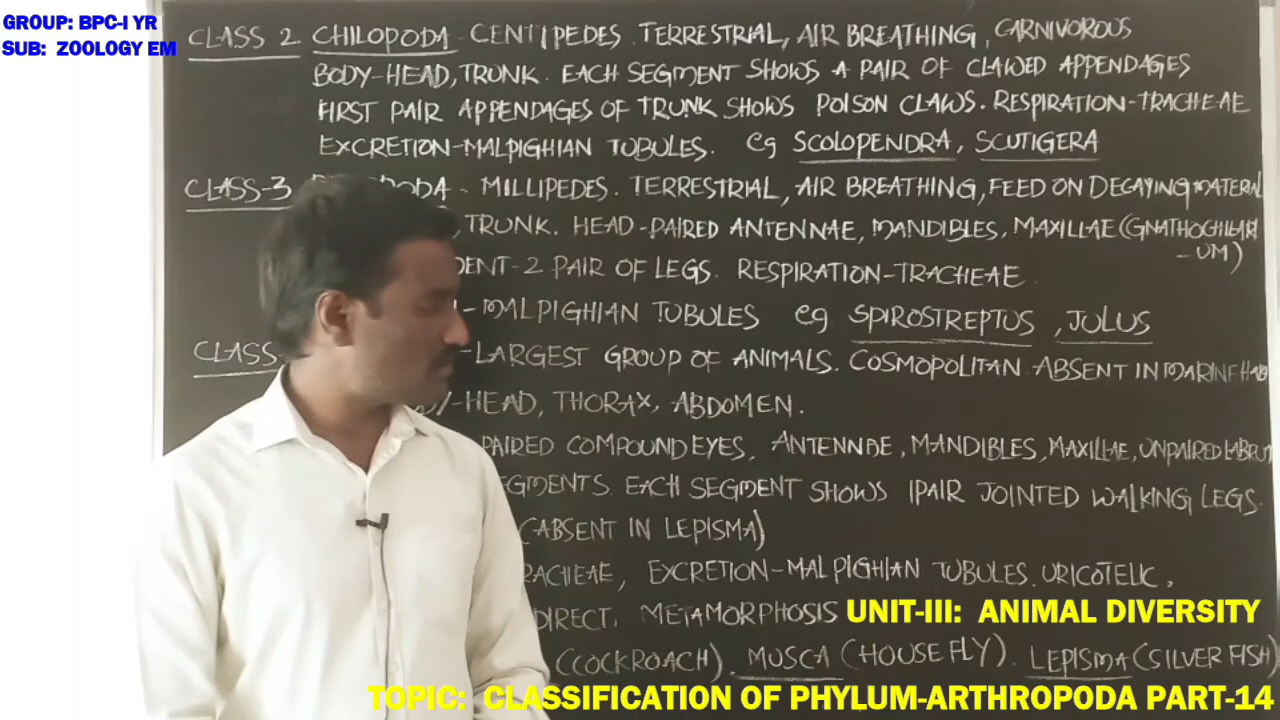 GROUP: BPC-I YR
SUB: ZOOLOGY EM
CLASS 2 CHILOPODA CENTIPEDES. TERRESTRIAL, AIR BREATHING, CARNIVOROUS
BODY-HEAD, TRUNK. EACH SEGMENT SHOWS A PAIR OF CLAWED APPENDAGES
FIRST PAIR APPENDAGES OF TRUNK SHOWS POISON CLAWS. RESPIRATION-TRACHEAE
EXCRETION-MALPIGHIAN TUBULES. eg SCOLOPENDRA, SCUTIGERA
CLASS-3 - MILLIPEDES. TERRESTRIAL, AIR BREATHING, FEED ON DECAYING MATERIAL
, TRUNK. HEAD-PAIRED ANTENNAE, MANDIBLES, MAXILLAE (GNATHOCHILARI
-UM)
-2 PAIR OF LEGS. RESPIRATION-TRACHEAE.
-MALPIGHIAN TUBULES eg SPIROSTREPTUS, JULUS
CLASS -LARGEST GROUP OF ANIMALS. COSMOPOLITAN ABSENT IN MARINE HAB
-HEAD, THORAX, ABDOMEN.
PAIRED COMPOUND EYES, ANTENNAE, MANDIBLES, MAXILLAE, UNPAIRED LABRUM
EGMENTS. EACH SEGMENT SHOWS 1PAIR JOINTED WALKING LEGS.
(ABSENT IN LEPISMA)
RACHEAE, EXCRETION-MALPIGHIAN TUBULES. URICOTELIC,
DIRECT, METAMORPHOSIS UNIT-III: ANIMAL DIVERSITY
(COCKROACH). MUSCA (HOUSE FLY). LEPISMA (SILVER FISH)
TOPIC: CLASSIFICATION OF PHYLUM-ARTHROPODA PART-14